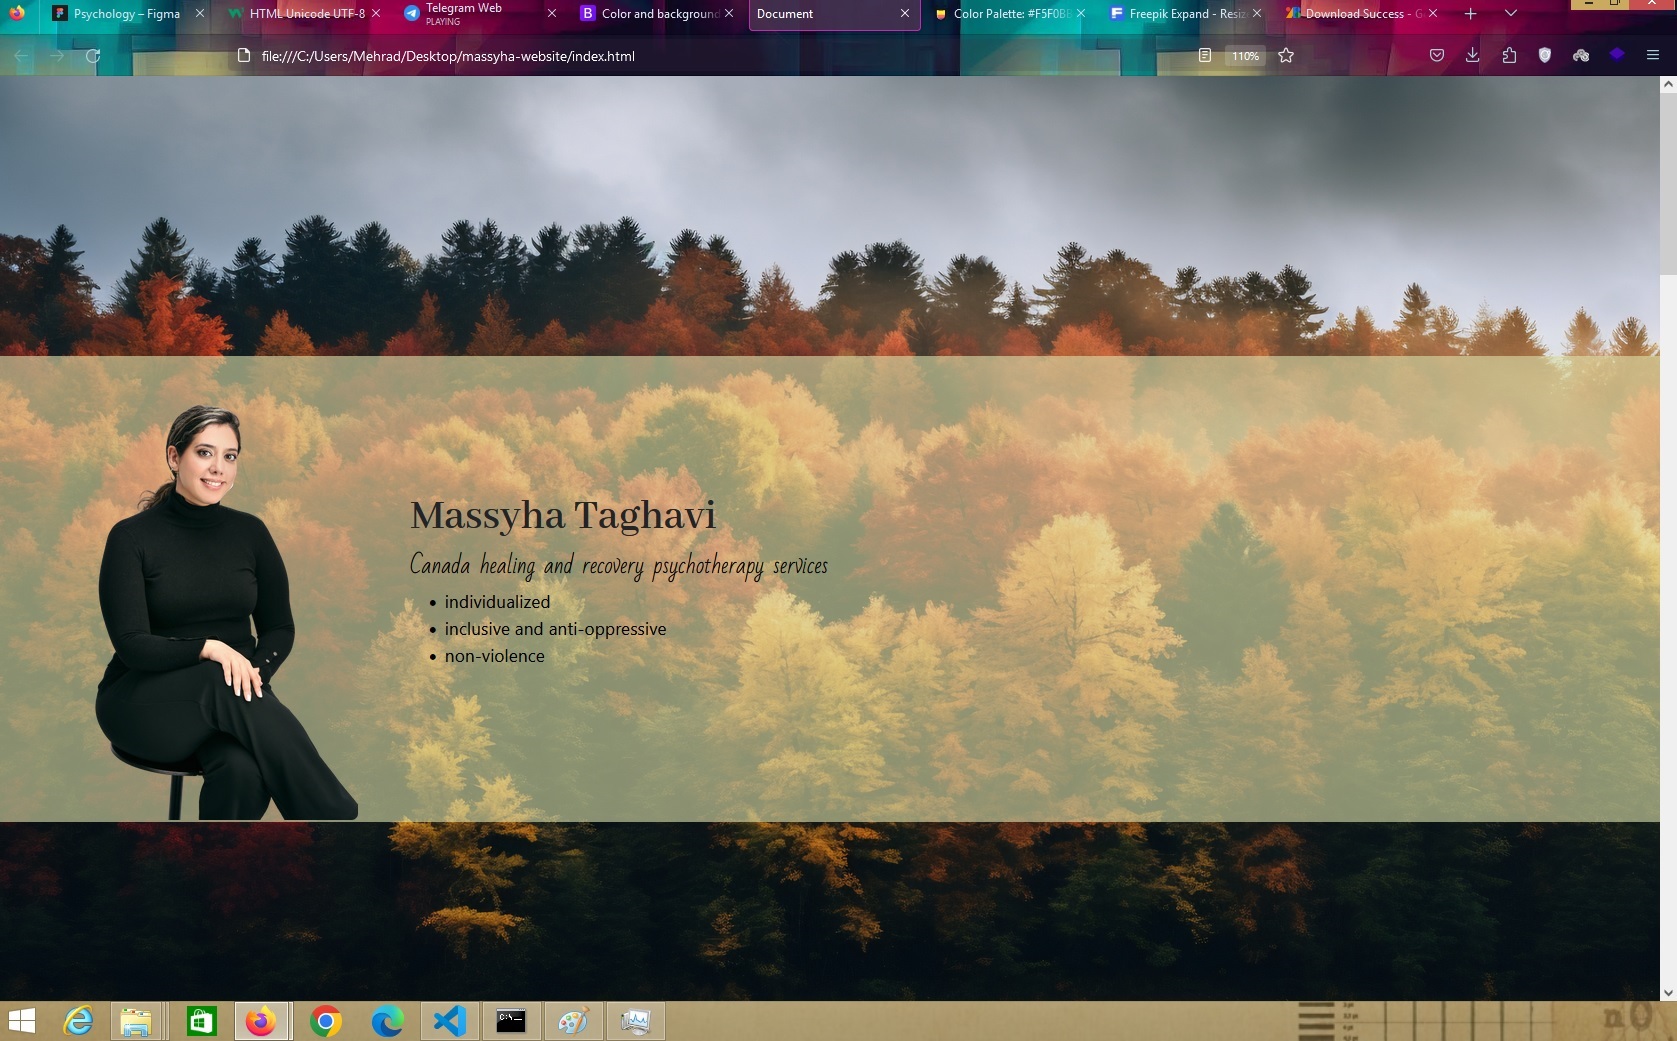 Psychology – Figma
HTML Unicode UTF-8
Telegram Web
PLAYING
Color and background
Document
Color Palette: #F5F0BB
Freepik Expand - Resiz
Download Success - G
file:///C:/Users/Mehrad/Desktop/massyha-website/index.html
110%
Massyha Taghavi
Canada healing and recovery psychotherapy services
• individualized
• inclusive and anti-oppressive
• non-violence
C:\_
nO